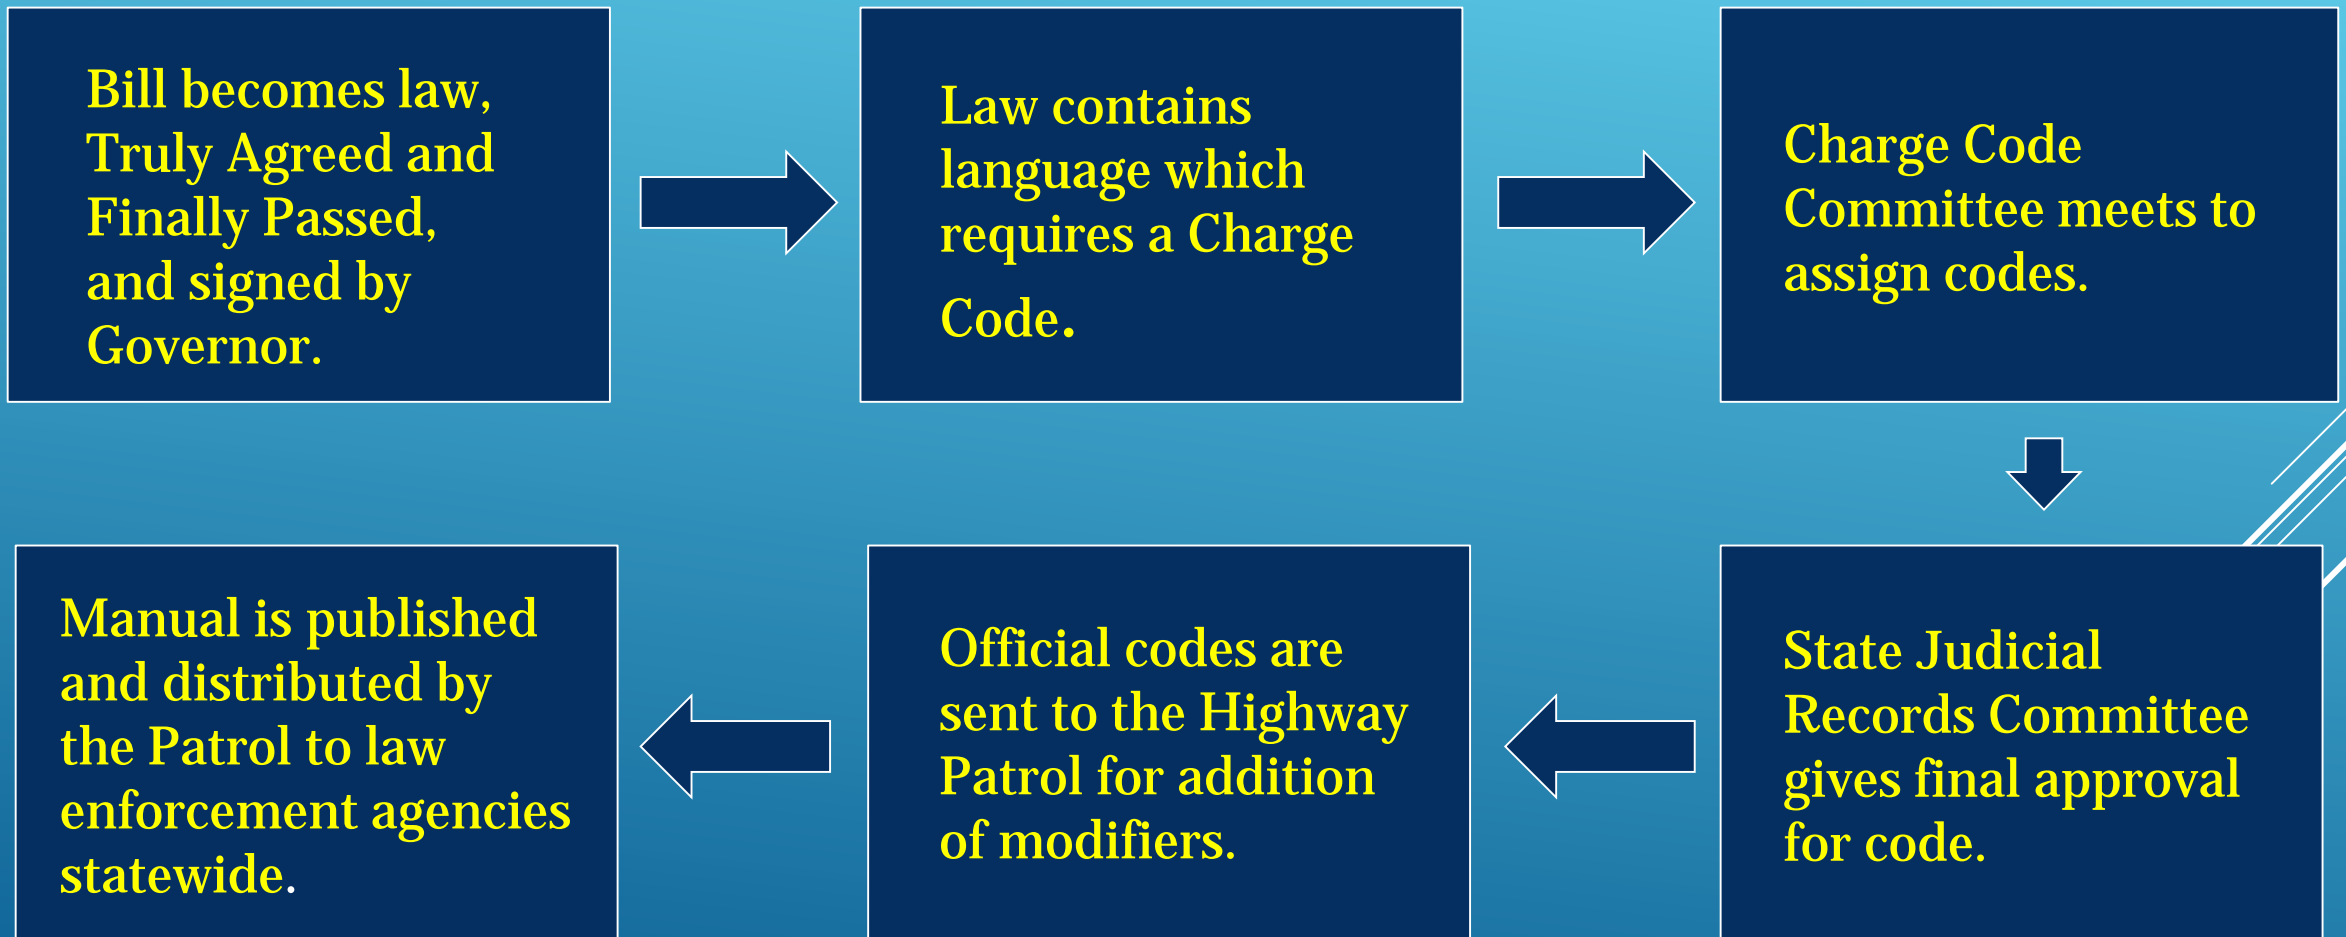 Bill becomes law,
Truly Agreed and
Finally Passed,
and signed by
Governor.
Law contains
language which
requires a Charge
Code.
Charge Code
Committee meets to
assign codes.
State Judicial
Records Committee
gives final approval
for code.
Official codes are
sent to the Highway
Patrol for addition
of modifiers.
Manual is published
and distributed by
the Patrol to law
enforcement agencies
statewide.